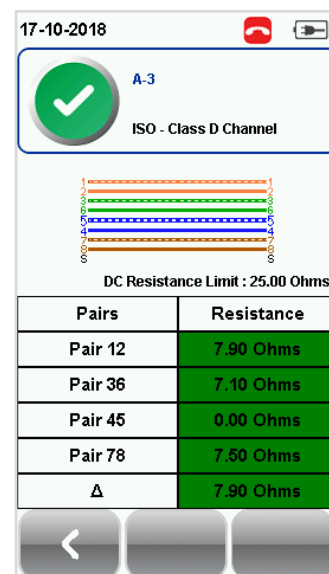 17-10-2018
A-3
ISO - Class D Channel
1 1
2 2
3 3
6 6
5 5
4 4
7 7
8 8
S S
DC Resistance Limit : 25.00 Ohms
Pairs Resistance
Pair 12 7.90 Ohms
Pair 36 7.10 Ohms
Pair 45 0.00 Ohms
Pair 78 7.50 Ohms
Δ 7.90 Ohms